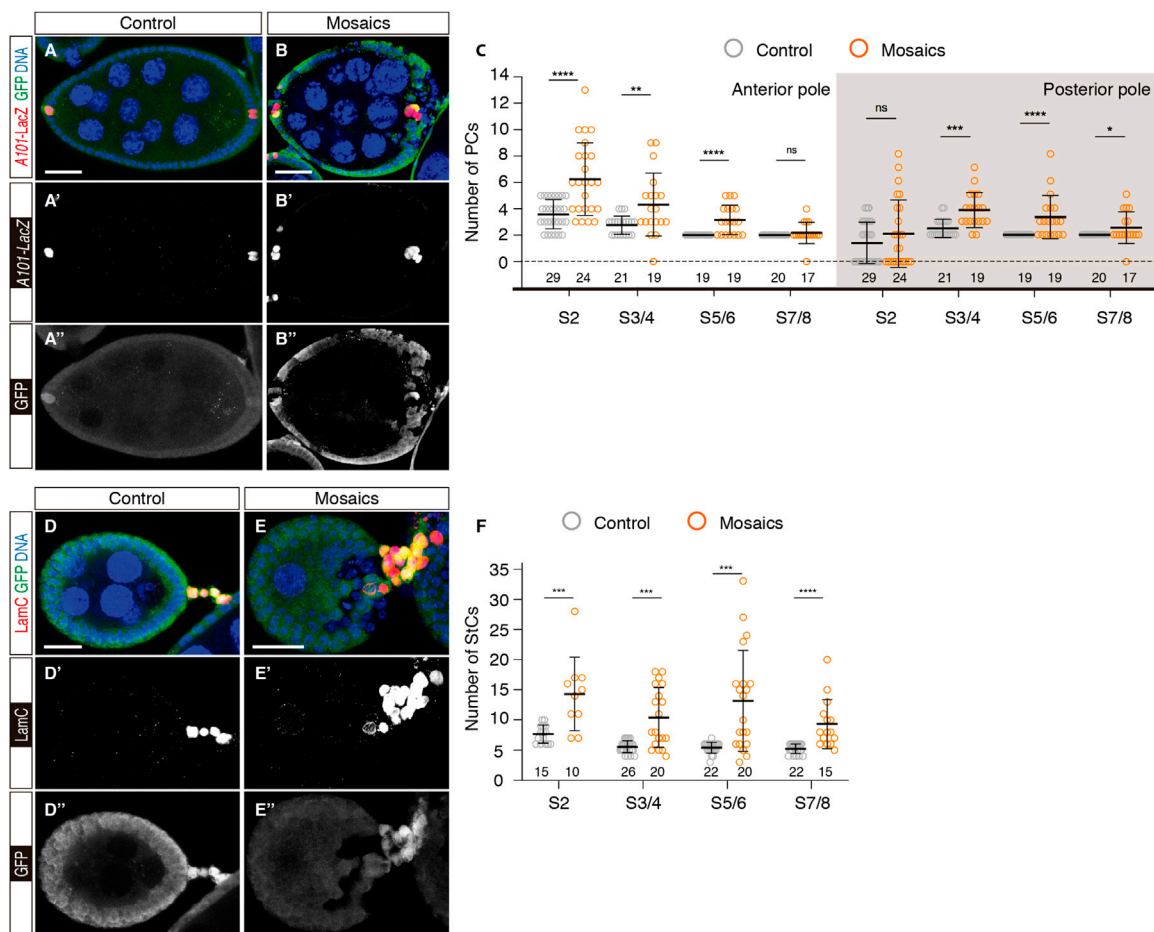 Control Mosaics
A101-LacZ GFP DNA
A
B
A'
B'
A101-LacZ
A''
B''
GFP
C
Control Mosaics
Anterior pole Posterior pole
Number of PCs
14
12
10
8
6
4
2
0
**** ** **** ns ns *** **** *
29 24 21 19 19 19 20 17 29 24 21 19 19 19 20 17
S2 S3/4 S5/6 S7/8 S2 S3/4 S5/6 S7/8
Control Mosaics
LamC GFP DNA
D
E
D'
E'
LamC
D''
E''
GFP
F
Control Mosaics
Number of StCs
35
30
25
20
15
10
5
0
*** *** *** ****
15 10 26 20 22 20 22 15
S2 S3/4 S5/6 S7/8